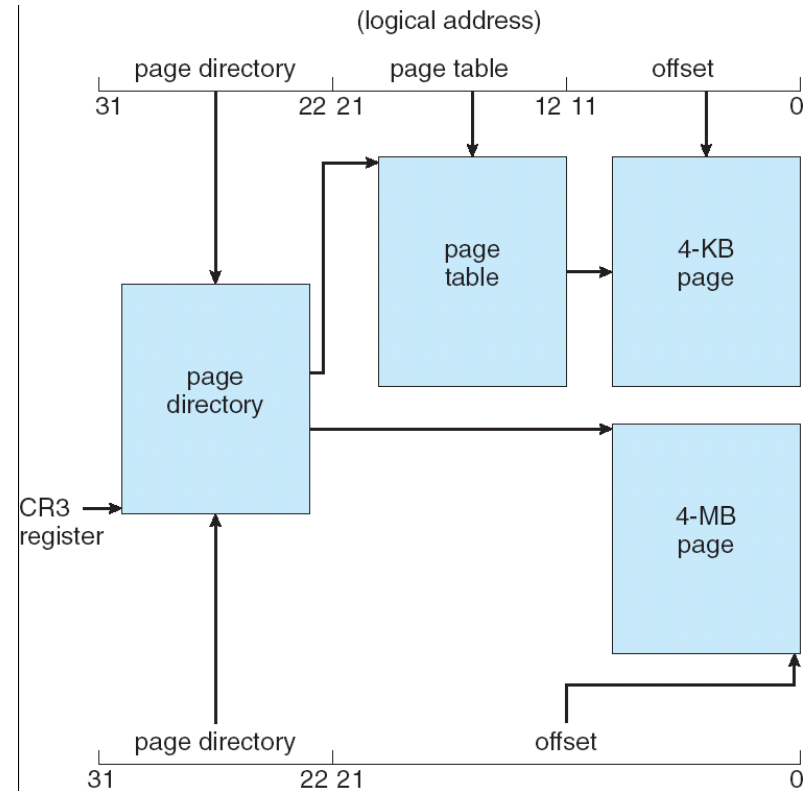 (logical address)
page directory page table offset
31 22 21 12 11 0
page
table
4-KB
page
page
directory
CR3
register
4-MB
page
page directory offset
31 22 21 0